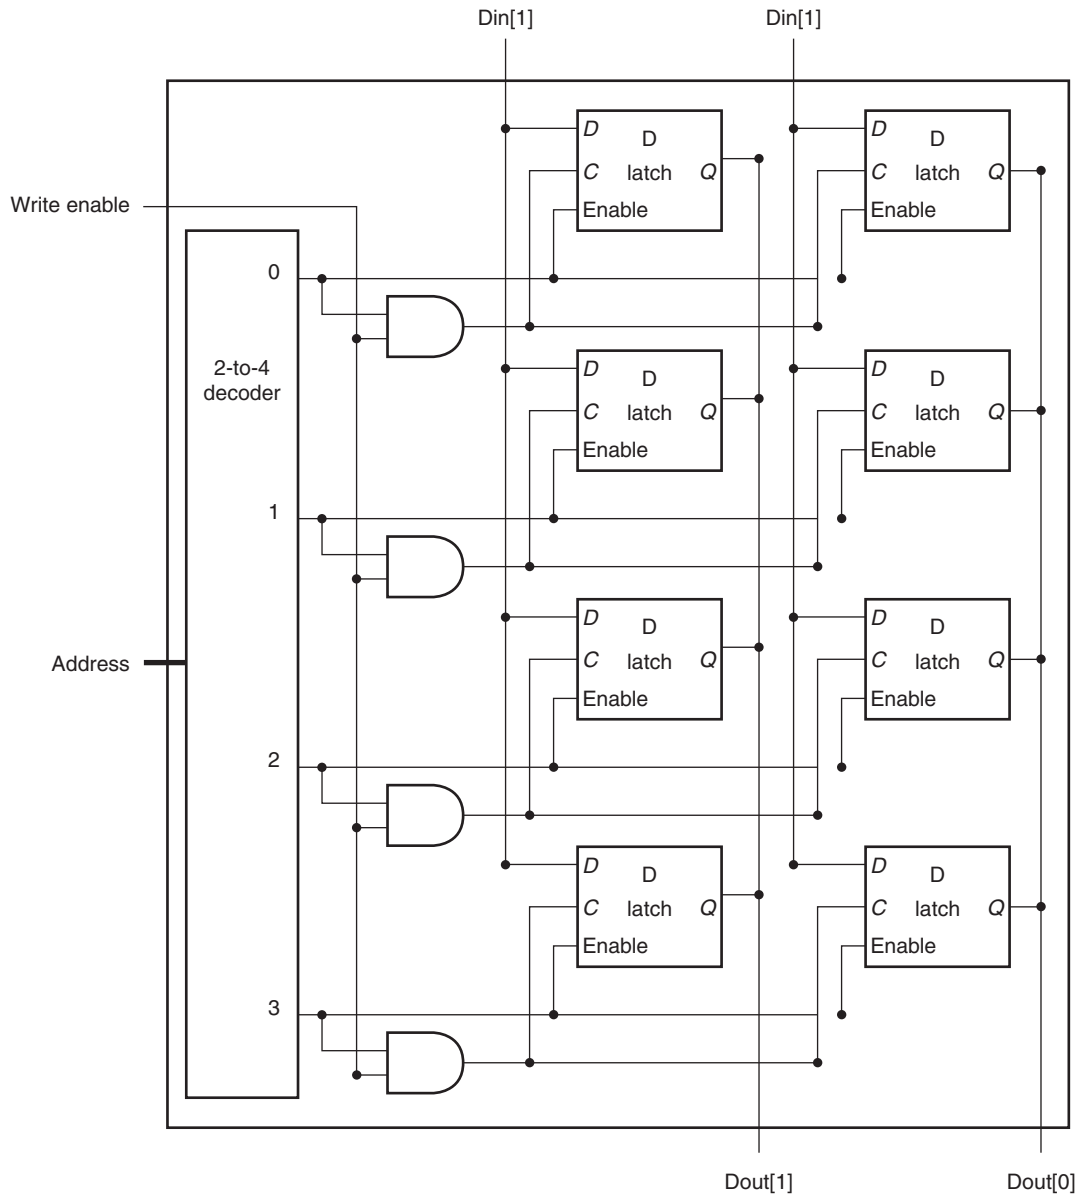 Din[1]
Din[1]
D
D
C
latch
Q
Enable
D
D
C
latch
Q
Enable
Write enable
0
2-to-4
decoder
D
D
C
latch
Q
Enable
D
D
C
latch
Q
Enable
1
Address
D
D
C
latch
Q
Enable
D
D
C
latch
Q
Enable
2
D
D
C
latch
Q
Enable
D
D
C
latch
Q
Enable
3
Dout[1]
Dout[0]